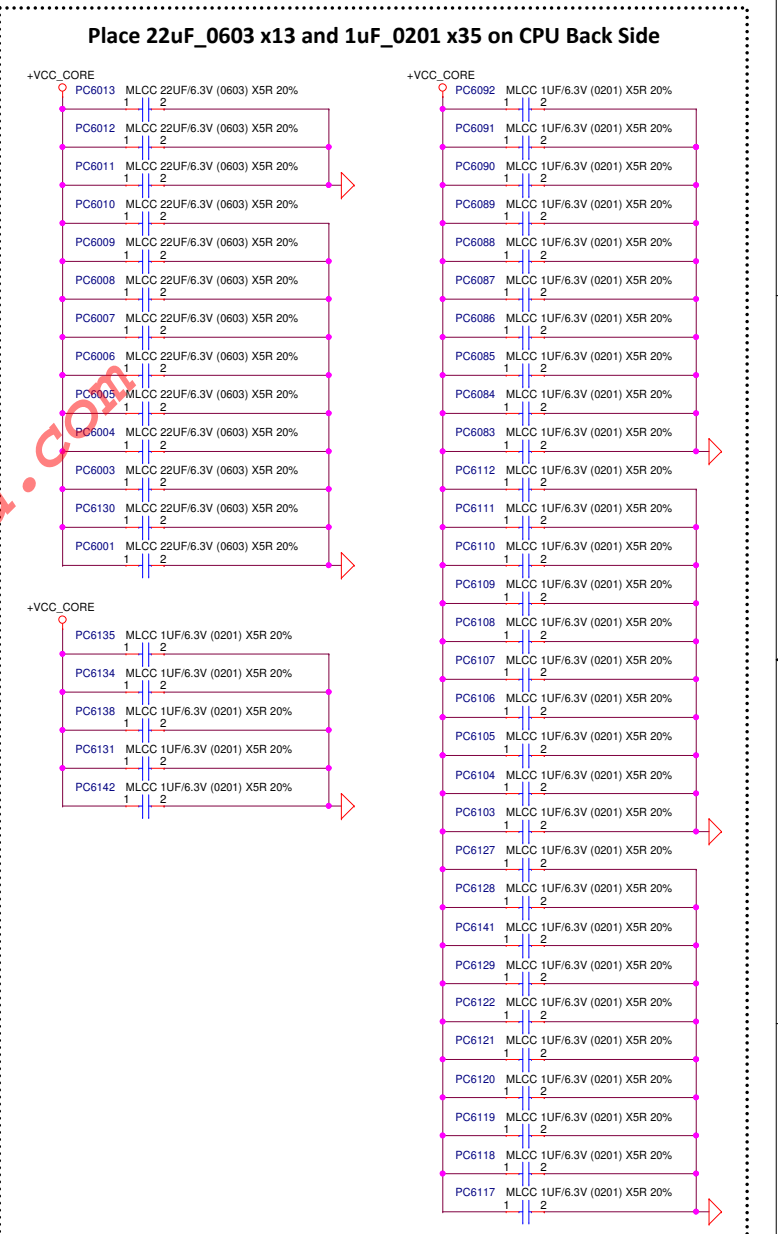 Place 22uF_0603 x13 and 1uF_0201 x35 on CPU Back Side
+VCC_CORE
PC6013 MLCC 22UF/6.3V (0603) X5R 20%
1 2
PC6012 MLCC 22UF/6.3V (0603) X5R 20%
1 2
PC6011 MLCC 22UF/6.3V (0603) X5R 20%
1 2
PC6010 MLCC 22UF/6.3V (0603) X5R 20%
1 2
PC6009 MLCC 22UF/6.3V (0603) X5R 20%
1 2
PC6008 MLCC 22UF/6.3V (0603) X5R 20%
1 2
PC6007 MLCC 22UF/6.3V (0603) X5R 20%
1 2
PC6006 MLCC 22UF/6.3V (0603) X5R 20%
1 2
PC6005 MLCC 22UF/6.3V (0603) X5R 20%
1 2
PC6004 MLCC 22UF/6.3V (0603) X5R 20%
1 2
PC6003 MLCC 22UF/6.3V (0603) X5R 20%
1 2
PC6130 MLCC 22UF/6.3V (0603) X5R 20%
1 2
PC6001 MLCC 22UF/6.3V (0603) X5R 20%
1 2
+VCC_CORE
PC6135 MLCC 1UF/6.3V (0201) X5R 20%
1 2
PC6134 MLCC 1UF/6.3V (0201) X5R 20%
1 2
PC6138 MLCC 1UF/6.3V (0201) X5R 20%
1 2
PC6131 MLCC 1UF/6.3V (0201) X5R 20%
1 2
PC6142 MLCC 1UF/6.3V (0201) X5R 20%
1 2
+VCC_CORE
PC6092 MLCC 1UF/6.3V (0201) X5R 20%
1 2
PC6091 MLCC 1UF/6.3V (0201) X5R 20%
1 2
PC6090 MLCC 1UF/6.3V (0201) X5R 20%
1 2
PC6089 MLCC 1UF/6.3V (0201) X5R 20%
1 2
PC6088 MLCC 1UF/6.3V (0201) X5R 20%
1 2
PC6087 MLCC 1UF/6.3V (0201) X5R 20%
1 2
PC6086 MLCC 1UF/6.3V (0201) X5R 20%
1 2
PC6085 MLCC 1UF/6.3V (0201) X5R 20%
1 2
PC6084 MLCC 1UF/6.3V (0201) X5R 20%
1 2
PC6083 MLCC 1UF/6.3V (0201) X5R 20%
1 2
PC6112 MLCC 1UF/6.3V (0201) X5R 20%
1 2
PC6111 MLCC 1UF/6.3V (0201) X5R 20%
1 2
PC6110 MLCC 1UF/6.3V (0201) X5R 20%
1 2
PC6109 MLCC 1UF/6.3V (0201) X5R 20%
1 2
PC6108 MLCC 1UF/6.3V (0201) X5R 20%
1 2
PC6107 MLCC 1UF/6.3V (0201) X5R 20%
1 2
PC6106 MLCC 1UF/6.3V (0201) X5R 20%
1 2
PC6105 MLCC 1UF/6.3V (0201) X5R 20%
1 2
PC6104 MLCC 1UF/6.3V (0201) X5R 20%
1 2
PC6103 MLCC 1UF/6.3V (0201) X5R 20%
1 2
PC6127 MLCC 1UF/6.3V (0201) X5R 20%
1 2
PC6128 MLCC 1UF/6.3V (0201) X5R 20%
1 2
PC6141 MLCC 1UF/6.3V (0201) X5R 20%
1 2
PC6129 MLCC 1UF/6.3V (0201) X5R 20%
1 2
PC6122 MLCC 1UF/6.3V (0201) X5R 20%
1 2
PC6121 MLCC 1UF/6.3V (0201) X5R 20%
1 2
PC6120 MLCC 1UF/6.3V (0201) X5R 20%
1 2
PC6119 MLCC 1UF/6.3V (0201) X5R 20%
1 2
PC6118 MLCC 1UF/6.3V (0201) X5R 20%
1 2
PC6117 MLCC 1UF/6.3V (0201) X5R 20%
1 2
.com